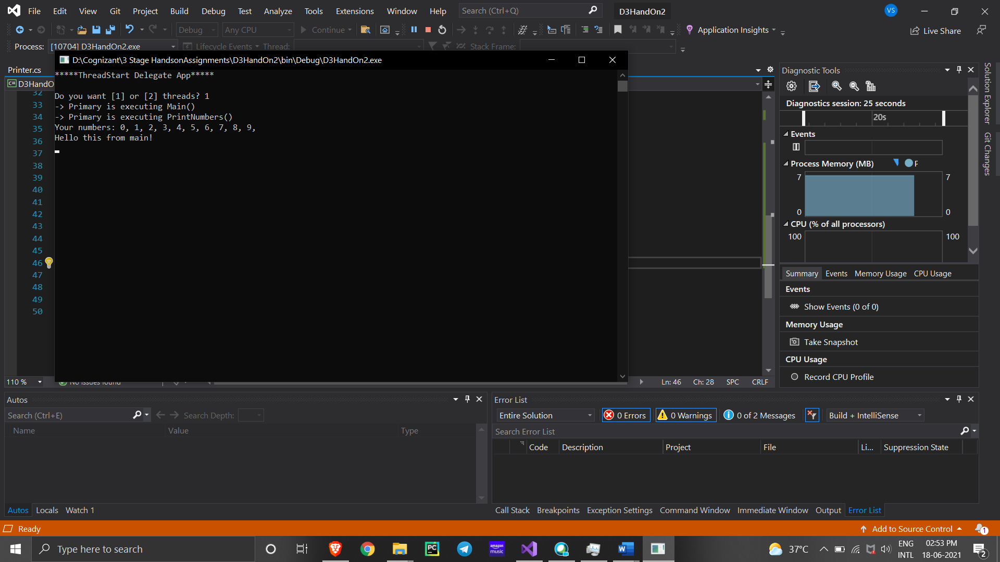 File Edit View Git Project Build Debug Test Analyze Tools Extensions Window Help Search (Ctrl+Q) D3HandOn2 VS
Debug Any CPU Continue Application Insights Live Share
Process: [10704] D3HandOn2.exe Lifecycle Events Thread: Stack Frame:
D:\Cognizant\3 Stage HandsonAssignments\D3HandOn2\bin\Debug\D3HandOn2.exe
Printer.cs
C# D3HandO
*****ThreadStart Delegate App*****
Do you want [1] or [2] threads? 1
-> Primary is executing Main()
-> Primary is executing PrintNumbers()
Your numbers: 0, 1, 2, 3, 4, 5, 6, 7, 8, 9,
Hello this from main!
32
33
34
35
36
37
38
39
40
41
42
43
44
45
46
47
48
49
50
110 % No issues found Ln: 46 Ch: 28 SPC CRLF
Diagnostic Tools
Diagnostics session: 25 seconds
20s
Events
Process Memory (MB) P
7 7
0 0
CPU (% of all processors)
100 100
Summary Events Memory Usage CPU Usage
Events
Show Events (0 of 0)
Memory Usage
Take Snapshot
CPU Usage
Record CPU Profile
Solution Explorer
Git Changes
Autos
Search (Ctrl+E) Search Depth:
Name Value Type
Autos Locals Watch 1
Error List
Entire Solution 0 Errors 0 Warnings 0 of 2 Messages Build + IntelliSense
Search Error List
Code Description Project File Li... Suppression State
Call Stack Breakpoints Exception Settings Command Window Immediate Window Output Error List
Ready Add to Source Control 1
Type here to search PC amazon music W 37°C ENG INTL 02:53 PM 18-06-2021 2